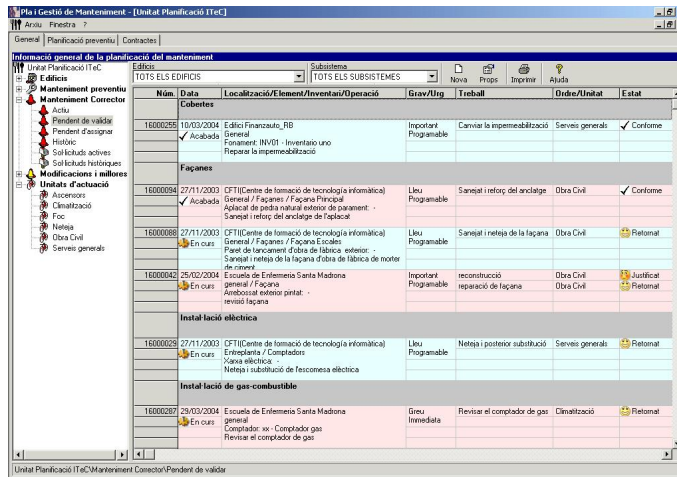 Pla i Gestió de Manteniment - [Unitat Planificació ITeC]
Arxiu Finestra ?
General Planificació preventiu Contractes
Informació general de la planificació del manteniment
Unitat Planificació ITeC
Edificis
Manteniment preventiu
Manteniment Corrector
Actiu
Pendent de validar
Pendent d'assignar
Històric
Sol·licituds actives
Sol·licituds històriques
Modificacions i millores
Unitats d'actuació
Ascensors
Climatització
Foc
Neteja
Obra Civil
Serveis generals
Edificis
TOTS ELS EDIFICIS
Subsistema
TOTS ELS SUBSISTEMES
Nova Props Imprimir Ajuda
Núm. Data Localització/Element/Inventari/Operació Grav/Urg Treball Ordre/Unitat Estat
Cobertes
16000255 10/03/2004 Edifici Finanzauto_RB Important Canviar la impermeabilització Serveis generals Conforme
Acabada General Programable
Fonament: INV01 - Inventario uno
Reparar la impermeabilització
Façanes
16000094 27/11/2003 CFTI(Centre de formació de tecnología informàtica) Lleu Sanejat i reforç del anclatge Obra Civil Conforme
Acabada General / Façanes / Façana Principal Programable
Aplacat de pedra natural exterior de parament: -
Sanejat i reforç del anclatge de l'aplacat
16000088 27/11/2003 CFTI(Centre de formació de tecnología informàtica) Lleu Sanejat i neteja de la façana Obra Civil Retornat
En curs General / Façanes / Façana Escales Programable
Paret de tancament d'obra de fàbrica exterior: -
Sanejat i neteja de la façana d'obra de fàbrica de morter
de ciment
16000042 25/02/2004 Escuela de Enfermeria Santa Madrona Important reconstrucció Obra Civil Justificat
En curs general / Façana Programable reparació de façana Obra Civil Retornat
Arrebossat exterior pintat: -
revisió façana
Instal·lació elèctrica
16000029 27/11/2003 CFTI(Centre de formació de tecnología informàtica) Lleu Neteja i posterior substitució Serveis generals Retornat
En curs Entreplanta / Comptadors Programable
Xarxa elèctrica: -
Neteja i substitució de l'escomesa elèctrica
Instal·lació de gas-combustible
16000287 29/03/2004 Escuela de Enfermeria Santa Madrona Greu Revisar el comptador de gas Climatització Retornat
En curs general Immediata
Comptador: xx - Comptador gas
Revisar el comptador de gas
Unitat Planificació ITeC\Manteniment Corrector\Pendent de validar